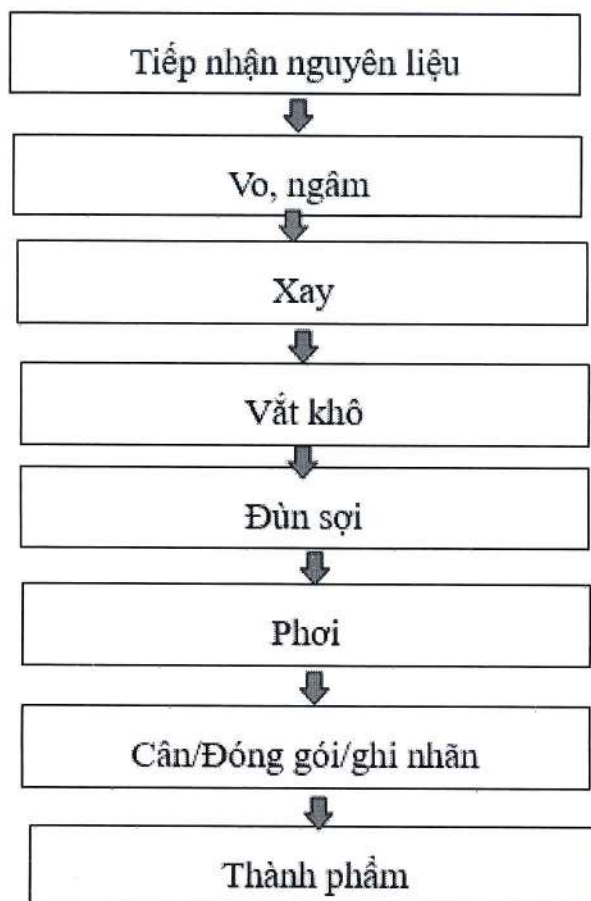 Tiếp nhận nguyên liệu
Vo, ngâm
Xay
Vắt khô
Đùn sợi
Phơi
Cân/Đóng gói/ghi nhãn
Thành phẩm